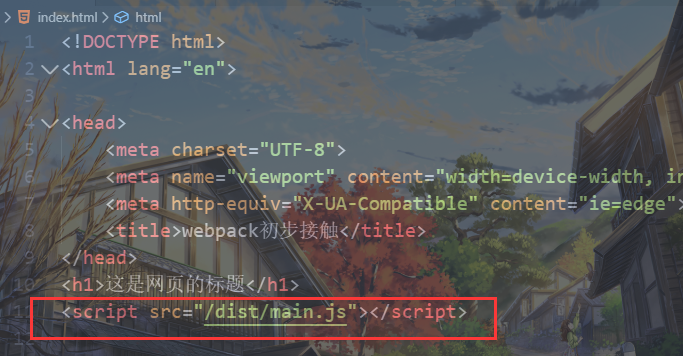 index.html > html
1 <!DOCTYPE html>
2 <html lang="en">
3
4 <head>
5 <meta charset="UTF-8">
6 <meta name="viewport" content="width=device-width, in
7 <meta http-equiv="X-UA-Compatible" content="ie=edge">
8 <title>webpack初步接触</title>
9 </head>
10 <h1>这是网页的标题</h1>
11 <script src="/dist/main.js"></script>
12